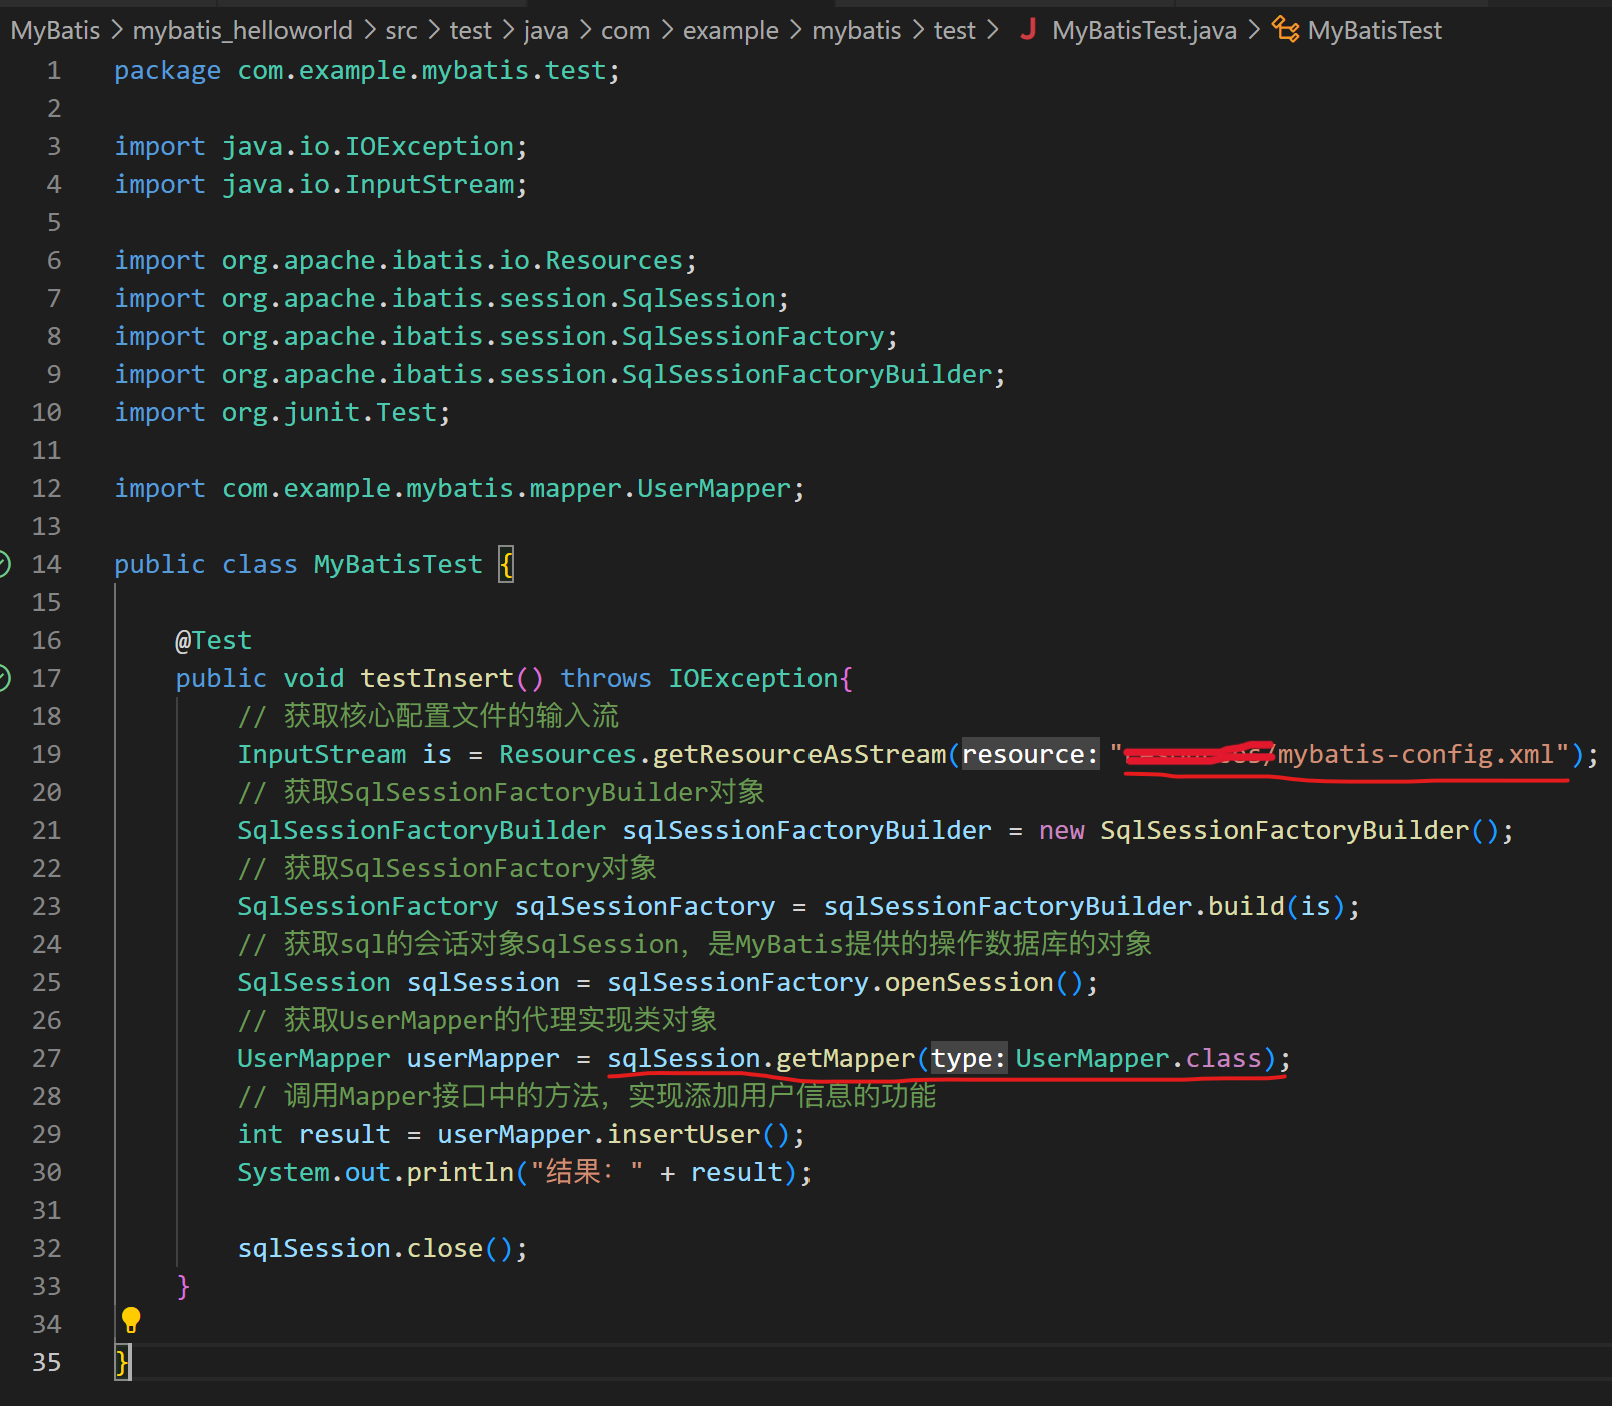 MyBatis > mybatis_helloworld > src > test > java > com > example > mybatis > test > J MyBatisTest.java > MyBatisTest
1 package com.example.mybatis.test;
2
3 import java.io.IOException;
4 import java.io.InputStream;
5
6 import org.apache.ibatis.io.Resources;
7 import org.apache.ibatis.session.SqlSession;
8 import org.apache.ibatis.session.SqlSessionFactory;
9 import org.apache.ibatis.session.SqlSessionFactoryBuilder;
10 import org.junit.Test;
11
12 import com.example.mybatis.mapper.UserMapper;
13
14 public class MyBatisTest {
15
16 @Test
17 public void testInsert() throws IOException{
18 // 获取核心配置文件的输入流
19 InputStream is = Resources.getResourceAsStream(resource: "/mybatis-config.xml");
20 // 获取SqlSessionFactoryBuilder对象
21 SqlSessionFactoryBuilder sqlSessionFactoryBuilder = new SqlSessionFactoryBuilder();
22 // 获取SqlSessionFactory对象
23 SqlSessionFactory sqlSessionFactory = sqlSessionFactoryBuilder.build(is);
24 // 获取sql的会话对象SqlSession，是MyBatis提供的操作数据库的对象
25 SqlSession sqlSession = sqlSessionFactory.openSession();
26 // 获取UserMapper的代理实现类对象
27 UserMapper userMapper = sqlSession.getMapper(type: UserMapper.class);
28 // 调用Mapper接口中的方法，实现添加用户信息的功能
29 int result = userMapper.insertUser();
30 System.out.println("结果：" + result);
31
32 sqlSession.close();
33 }
34
35 }